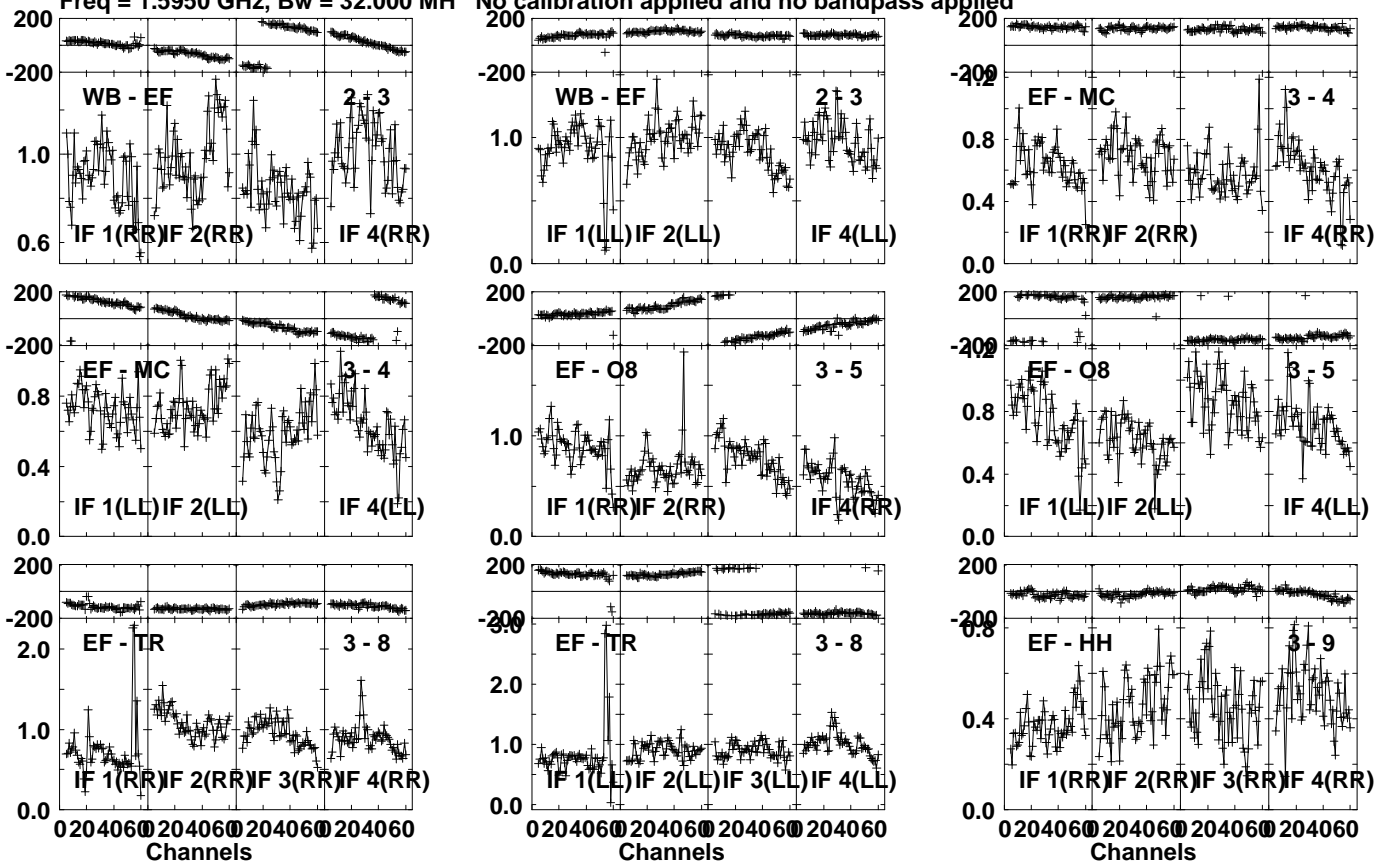 Freq = 1.5950 GHz, Bw = 32.000 MH No calibration applied and no bandpass applied
200 200 200
-200 -200 -200
WB - EF 2 - 3 WB - EF 2 - 3 EF - MC 3 - 4
1.2
1.0 1.0 0.8
0.6 0.4
IF 1(RR) IF 2(RR) IF 4(RR) IF 1(LL) IF 2(LL) IF 4(LL) IF 1(RR) IF 2(RR) IF 4(RR)
0.0 0.0
200 200 200
-200 -200 -200
EF - MC 3 - 4 EF - O8 3 - 5 EF - O8 3 - 5
1.2
0.8 1.0 0.8
0.4 0.4
IF 1(LL) IF 2(LL) IF 4(LL) IF 1(RR) IF 2(RR) IF 4(RR) IF 1(LL) IF 2(LL) IF 4(LL)
0.0 0.0 0.0
200 200 200
-200 -200 -200
3.0 0.8
EF - TR 3 - 8 EF - TR 3 - 8 EF - HH 3 - 9
2.0 2.0
1.0 1.0 0.4
IF 1(RR) IF 2(RR) IF 3(RR) IF 4(RR) IF 1(LL) IF 2(LL) IF 3(LL) IF 4(LL) IF 1(RR) IF 2(RR) IF 3(RR) IF 4(RR)
0.0 0.0 0.0
0 20 40 60 0 20 40 60 0 20 40 60 0 20 40 60 0 20 40 60 0 20 40 60 0 20 40 60 0 20 40 60 0 20 40 60 0 20 40 60 0 20 40 60 0 20 40 60
Channels Channels Channels